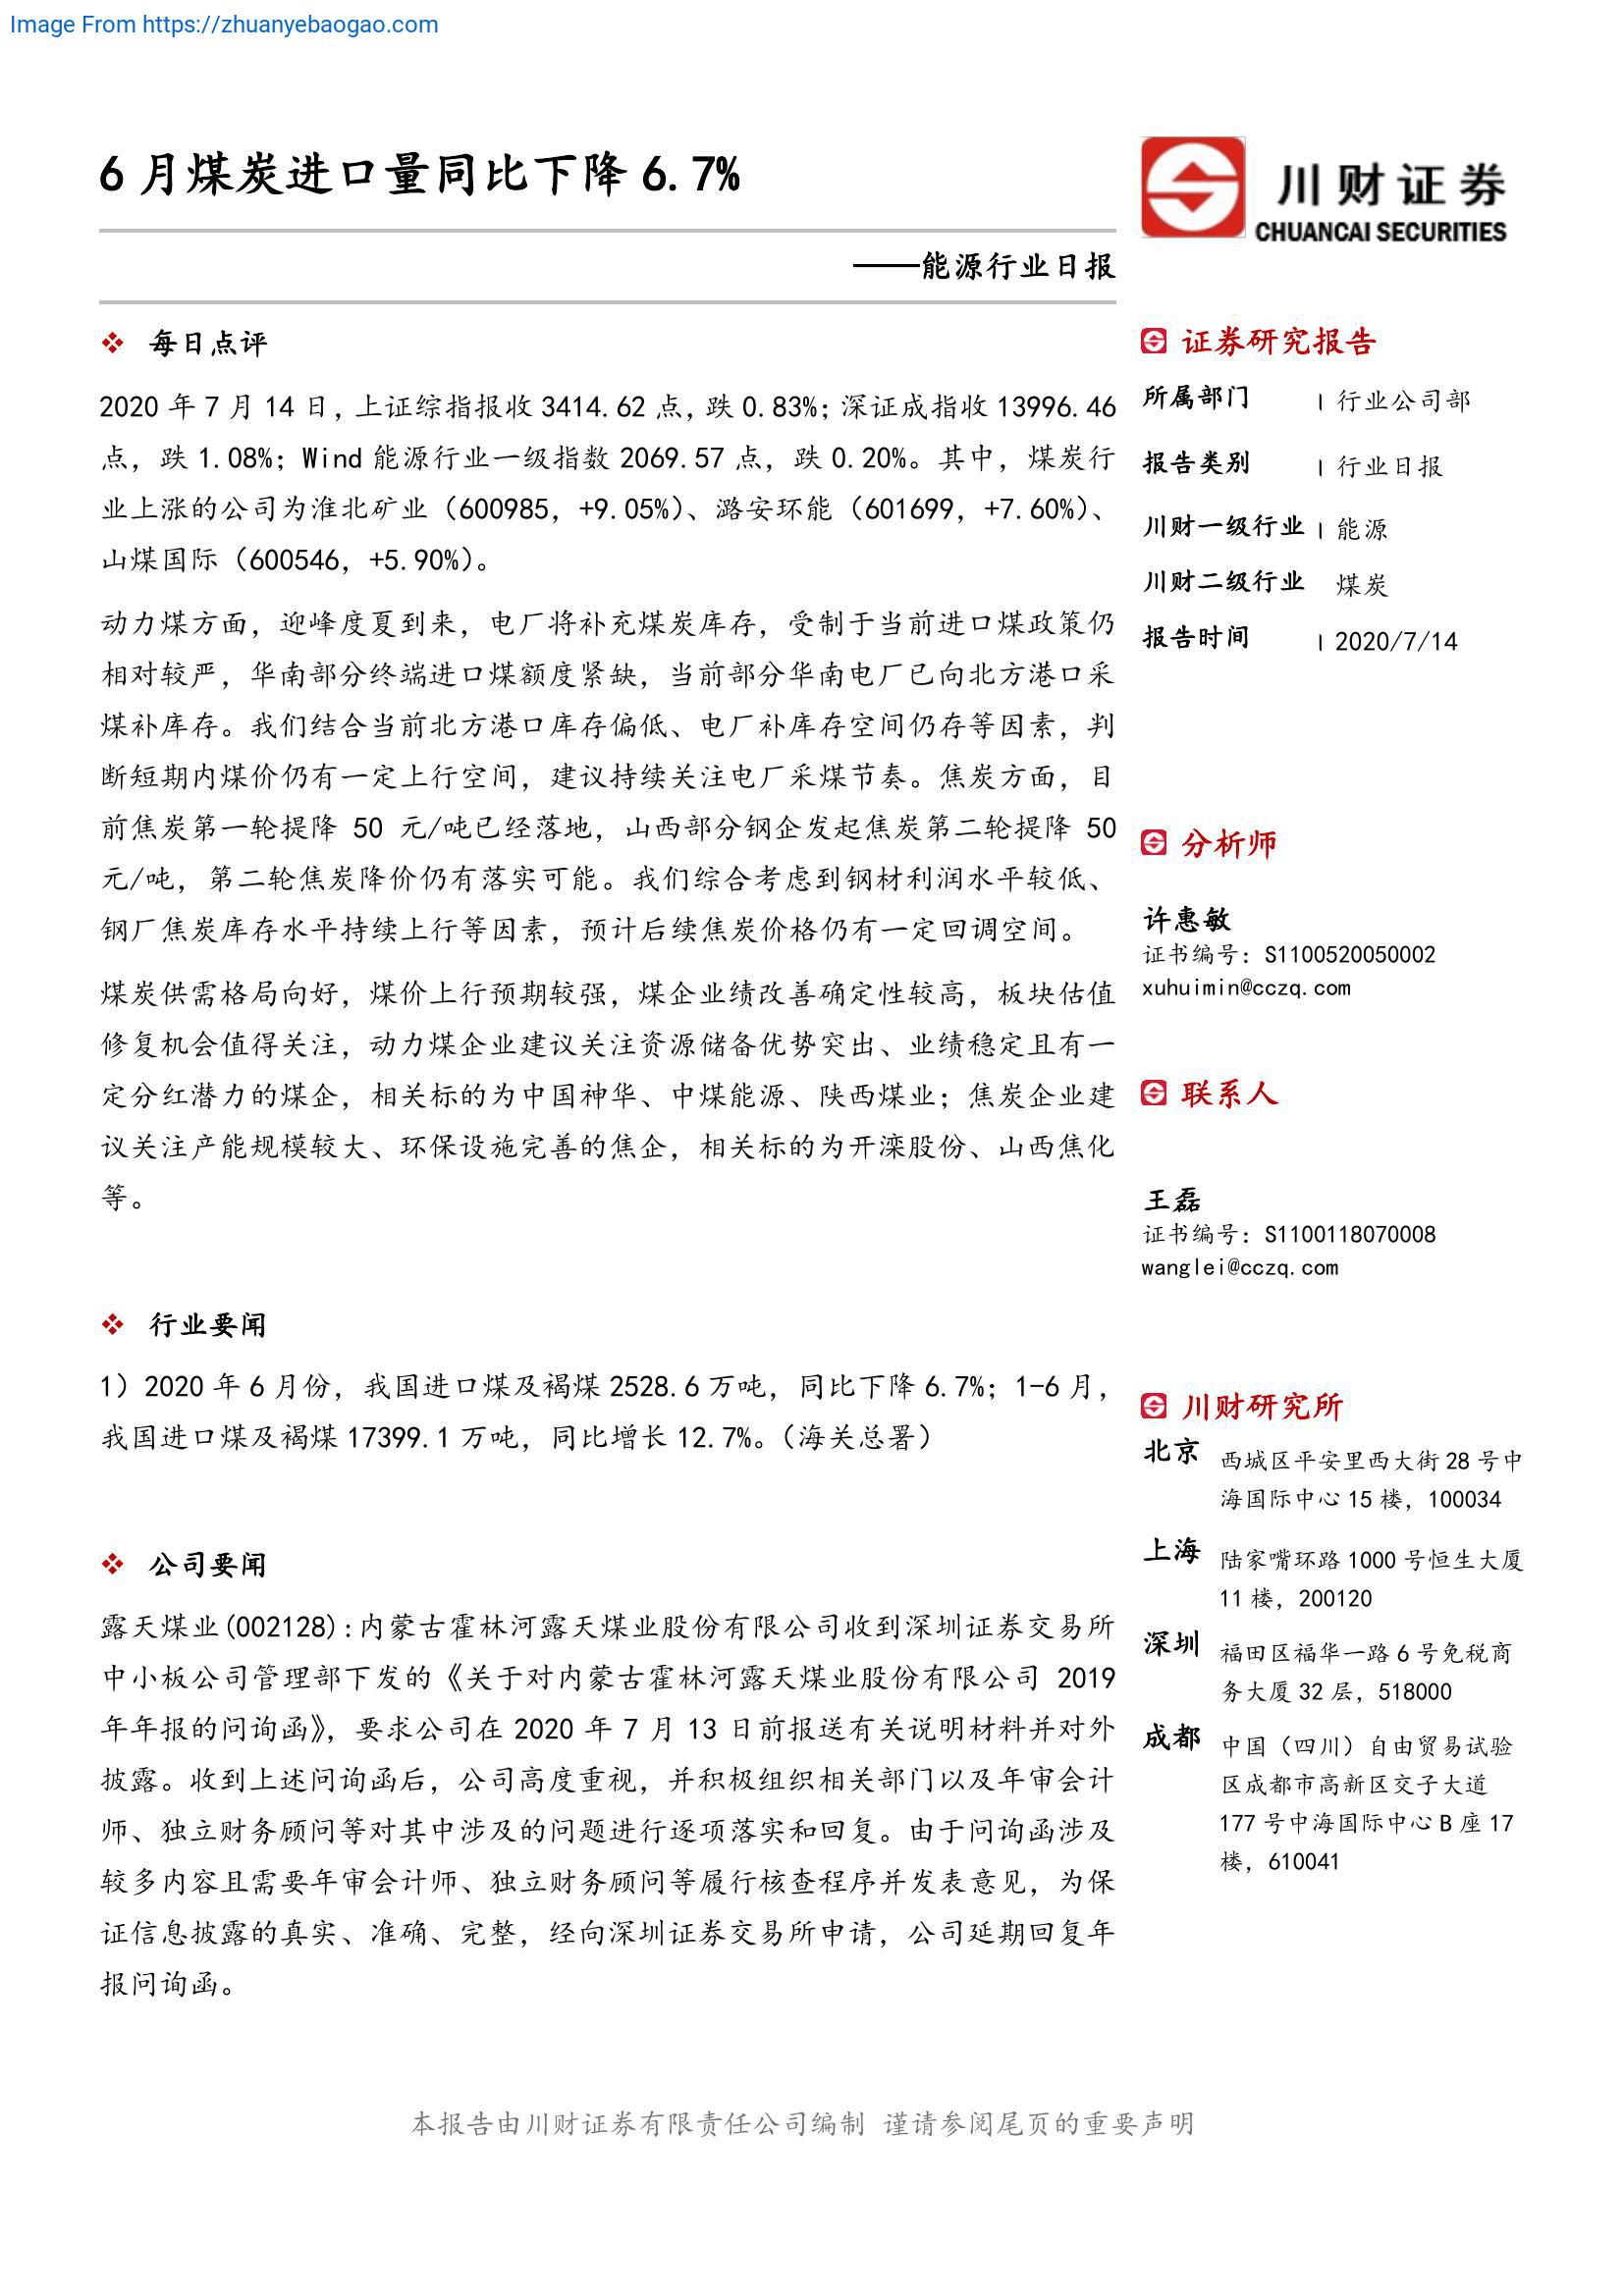 Image From https://zhuanyebaogao.com
6 月煤炭进口量同比下降 6.7%
川财证券
CHUANCAI SECURITIES
——能源行业日报
❖ 每日点评
2020 年 7 月 14 日，上证综指报收 3414.62 点，跌 0.83%；深证成指收 13996.46
点，跌 1.08%；Wind 能源行业一级指数 2069.57 点，跌 0.20%。其中，煤炭行
业上涨的公司为淮北矿业（600985，+9.05%）、潞安环能（601699，+7.60%）、
山煤国际（600546，+5.90%）。
动力煤方面，迎峰度夏到来，电厂将补充煤炭库存，受制于当前进口煤政策仍
相对较严，华南部分终端进口煤额度紧缺，当前部分华南电厂已向北方港口采
煤补库存。我们结合当前北方港口库存偏低、电厂补库存空间仍存等因素，判
断短期内煤价仍有一定上行空间，建议持续关注电厂采煤节奏。焦炭方面，目
前焦炭第一轮提降 50 元/吨已经落地，山西部分钢企发起焦炭第二轮提降 50
元/吨，第二轮焦炭降价仍有落实可能。我们综合考虑到钢材利润水平较低、
钢厂焦炭库存水平持续上行等因素，预计后续焦炭价格仍有一定回调空间。
煤炭供需格局向好，煤价上行预期较强，煤企业绩改善确定性较高，板块估值
修复机会值得关注，动力煤企业建议关注资源储备优势突出、业绩稳定且有一
定分红潜力的煤企，相关标的为中国神华、中煤能源、陕西煤业；焦炭企业建
议关注产能规模较大、环保设施完善的焦企，相关标的为开滦股份、山西焦化
等。
❖ 行业要闻
1）2020 年 6 月份，我国进口煤及褐煤 2528.6 万吨，同比下降 6.7%；1-6 月，
我国进口煤及褐煤 17399.1 万吨，同比增长 12.7%。（海关总署）
❖ 公司要闻
露天煤业(002128):内蒙古霍林河露天煤业股份有限公司收到深圳证券交易所
中小板公司管理部下发的《关于对内蒙古霍林河露天煤业股份有限公司 2019
年年报的问询函》，要求公司在 2020 年 7 月 13 日前报送有关说明材料并对外
披露。收到上述问询函后，公司高度重视，并积极组织相关部门以及年审会计
师、独立财务顾问等对其中涉及的问题进行逐项落实和回复。由于问询函涉及
较多内容且需要年审会计师、独立财务顾问等履行核查程序并发表意见，为保
证信息披露的真实、准确、完整，经向深圳证券交易所申请，公司延期回复年
报问询函。
证券研究报告
所属部门 | 行业公司部
报告类别 | 行业日报
川财一级行业 | 能源
川财二级行业 煤炭
报告时间 | 2020/7/14
分析师
许惠敏
证书编号：S1100520050002
xuhuimin@cczq.com
联系人
王磊
证书编号：S1100118070008
wanglei@cczq.com
川财研究所
北京 西城区平安里西大街 28 号中
海国际中心 15 楼，100034
上海 陆家嘴环路 1000 号恒生大厦
11 楼，200120
深圳 福田区福华一路 6 号免税商
务大厦 32 层，518000
成都 中国（四川）自由贸易试验
区成都市高新区交子大道
177 号中海国际中心 B 座 17
楼，610041
本报告由川财证券有限责任公司编制 谨请参阅尾页的重要声明